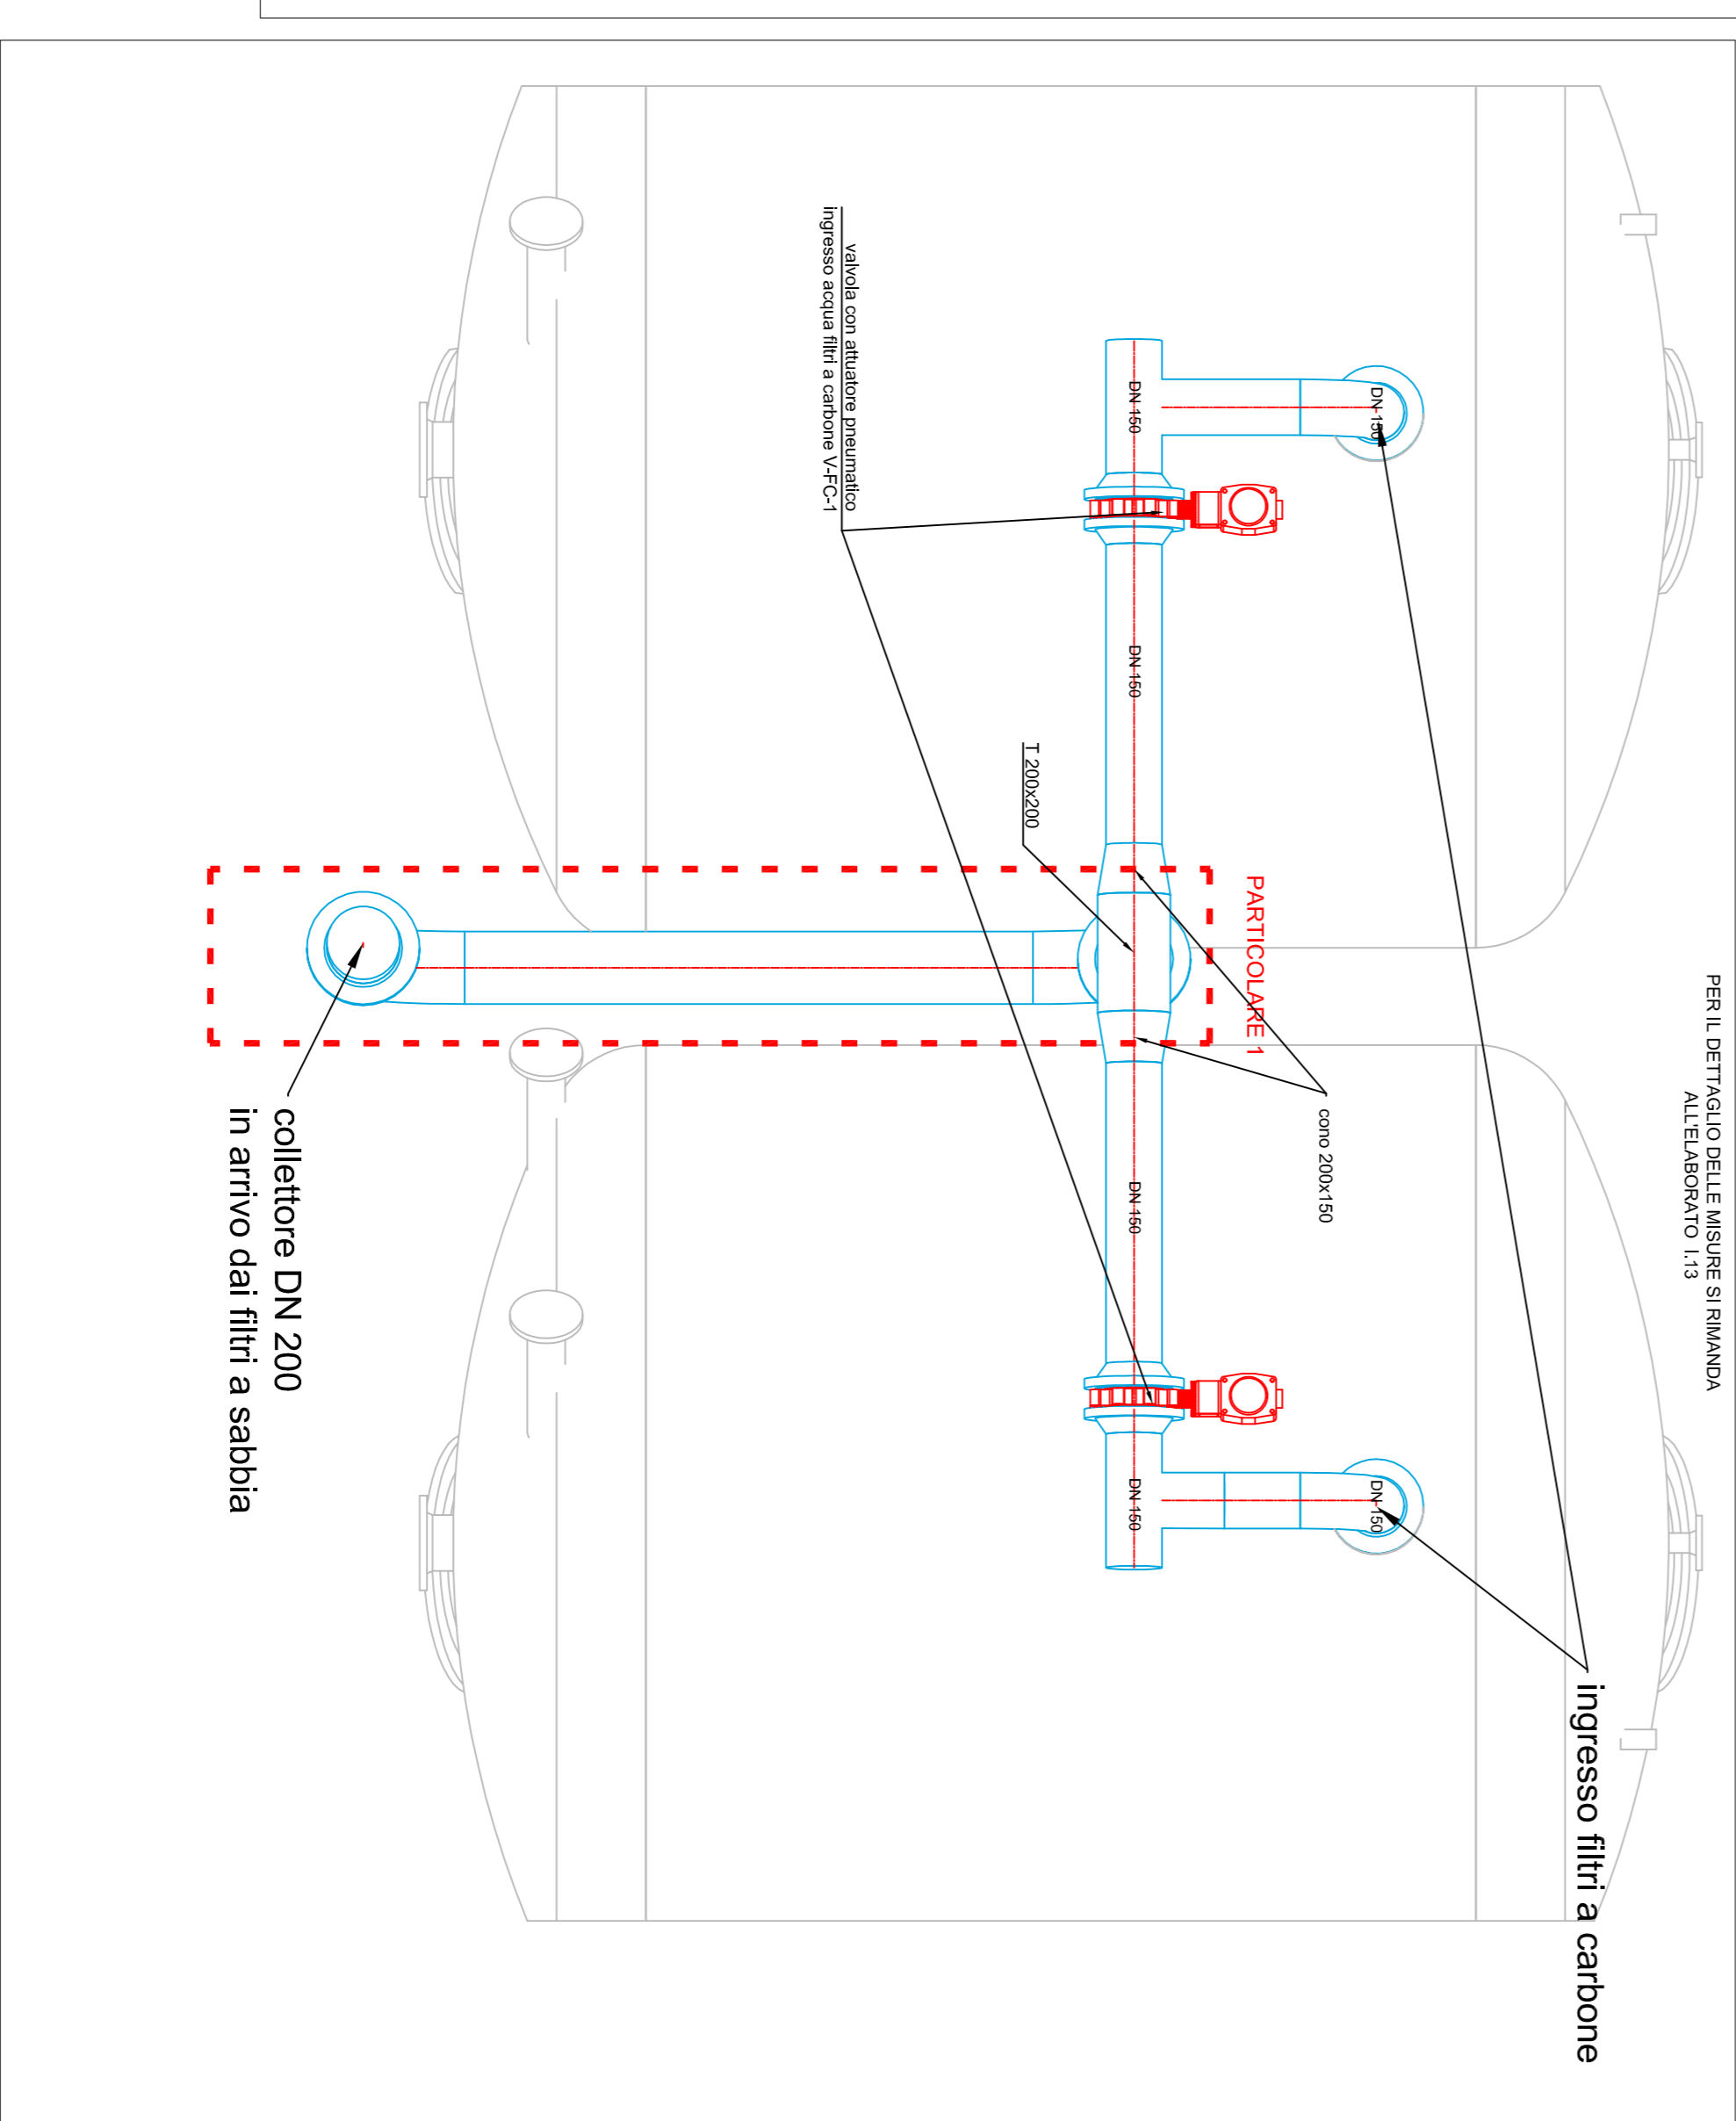 PER IL DETTAGLIO DELLE MISURE SI RIMANDA
ALL'ELABORATO I.13
ingresso filtri a carbone
DN 150
DN 150
cono 200x150
PARTICOLARE 1
DN 150
DN 150
DN 150
DN 150
T 200x200
valvola con attuatore pneumatico
ingresso acqua filtri a carbone V-FC-1
collettore DN 200
in arrivo dai filtri a sabbia